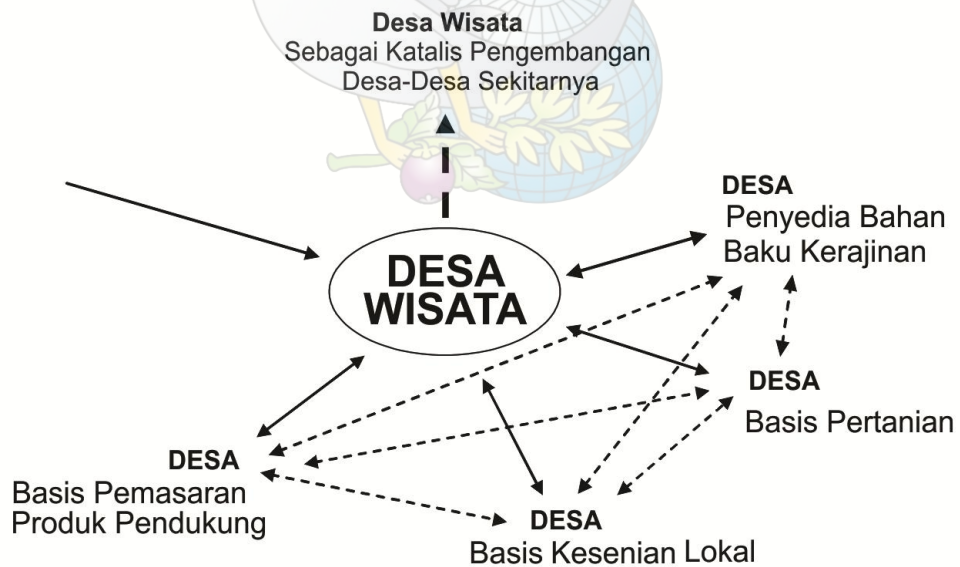 Desa Wisata
Sebagai Katalis Pengembangan
Desa-Desa Sekitarnya
DESA
Penyedia Bahan
Baku Kerajinan
DESA
WISATA
DESA
Basis Pertanian
DESA
Basis Pemasaran
Produk Pendukung
DESA
Basis Kesenian Lokal